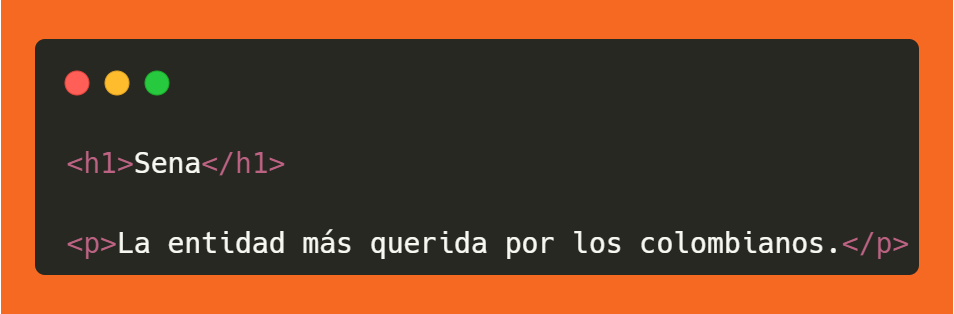 <h1>Sena</h1>
<p>La entidad más querida por los colombianos.</p>